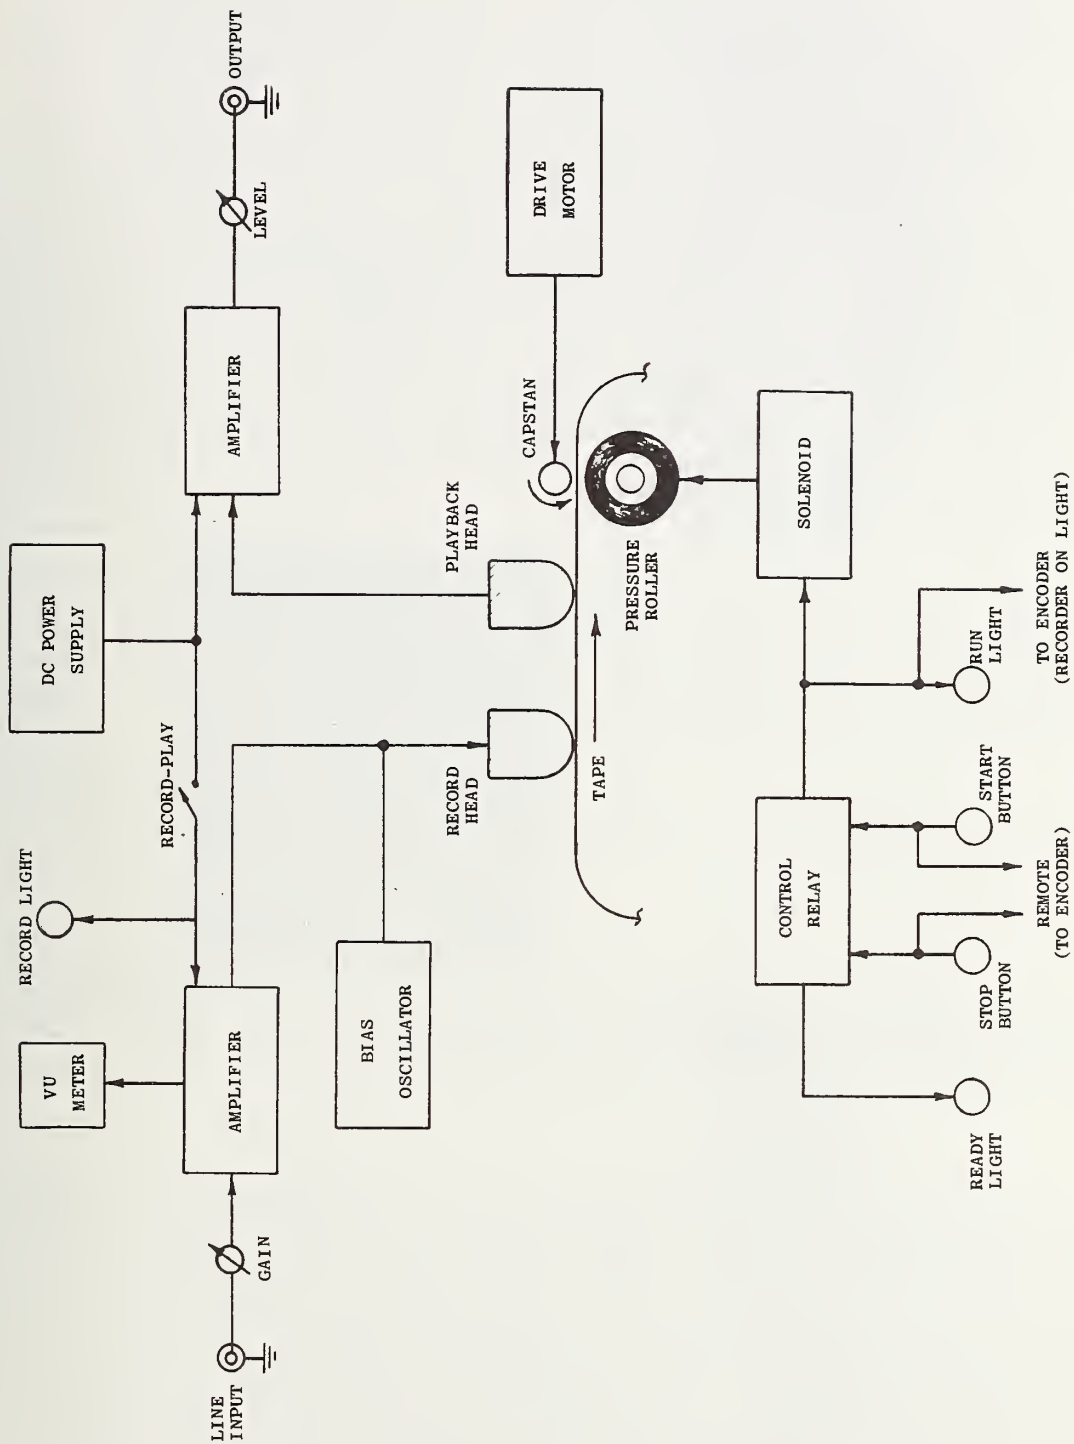 LINE
INPUT
GAIN
VU
METER
AMPLIFIER
RECORD LIGHT
RECORD-PLAY
DC POWER
SUPPLY
AMPLIFIER
LEVEL
OUTPUT
BIAS
OSCILLATOR
RECORD
HEAD
PLAYBACK
HEAD
CAPSTAN
DRIVE
MOTOR
TAPE
PRESSURE
ROLLER
CONTROL
RELAY
SOLENOID
READY
LIGHT
STOP
BUTTON
START
BUTTON
RUN
LIGHT
REMOTE
(TO ENCODER)
TO ENCODER
(RECORDER ON LIGHT)